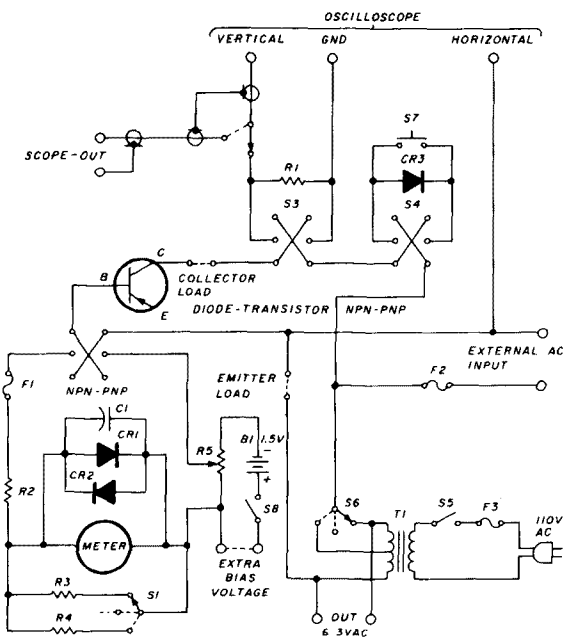 OSCILLOSCOPE
VERTICAL GND HORIZONTAL
S7
SCOPE-OUT
CR3
R1
S3 S4
C
COLLECTOR LOAD
B
E
DIODE-TRANSISTOR NPN-PNP
EXTERNAL AC INPUT
F1
NPN-PNP
F2
EMITTER LOAD
C1
R5
B1 1.5V
-
+
CR1
CR2
R2
S8
S6
T1
S5
F3
110V AC
METER
EXTRA BIAS VOLTAGE
R3
S1
R4
OUT
6 3VAC